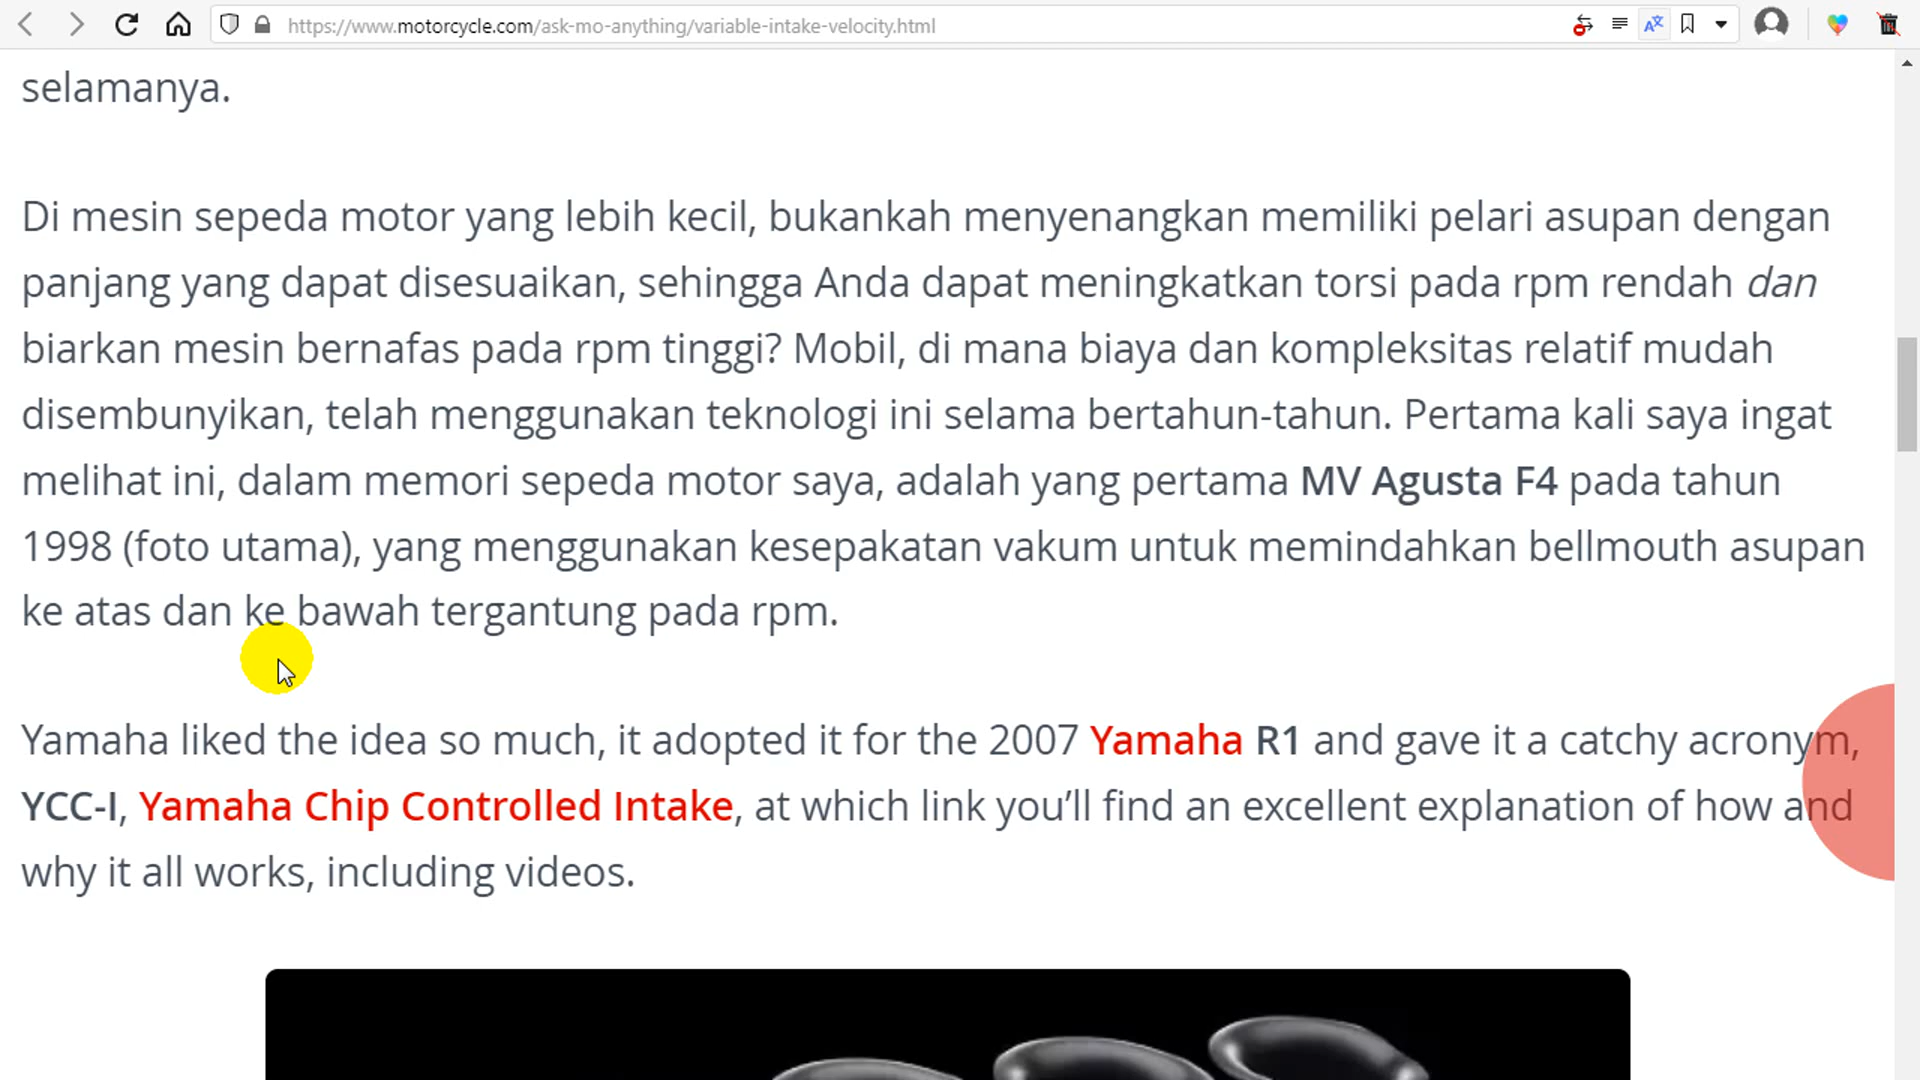 https://www.motorcycle.com/ask-mo-anything/variable-intake-velocity.html
selamanya.
Di mesin sepeda motor yang lebih kecil, bukankah menyenangkan memiliki pelari asupan dengan
panjang yang dapat disesuaikan, sehingga Anda dapat meningkatkan torsi pada rpm rendah dan
biarkan mesin bernafas pada rpm tinggi? Mobil, di mana biaya dan kompleksitas relatif mudah
disembunyikan, telah menggunakan teknologi ini selama bertahun-tahun. Pertama kali saya ingat
melihat ini, dalam memori sepeda motor saya, adalah yang pertama MV Agusta F4 pada tahun
1998 (foto utama), yang menggunakan kesepakatan vakum untuk memindahkan bellmouth asupan
ke atas dan ke bawah tergantung pada rpm.
Yamaha liked the idea so much, it adopted it for the 2007 Yamaha R1 and gave it a catchy acronym,
YCC-I, Yamaha Chip Controlled Intake, at which link you’ll find an excellent explanation of how and
why it all works, including videos.